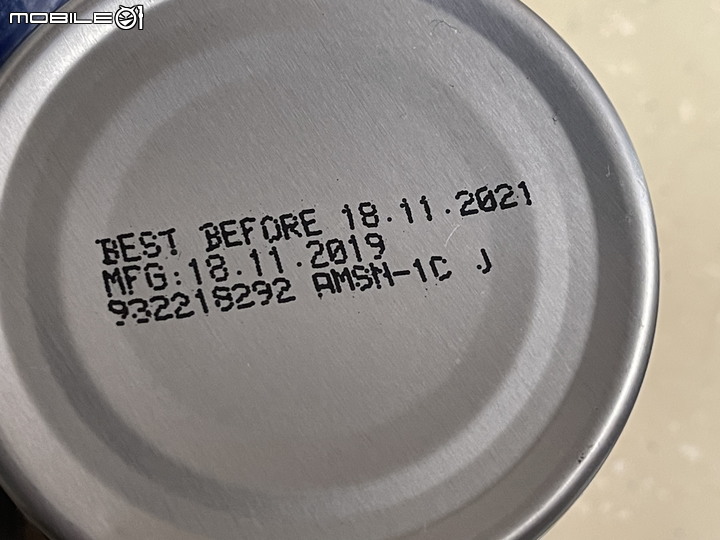 MOBILE01
BEST BEFORE 18.11.2021
MFG:18.11.2019
932218292 AMSN-1C J